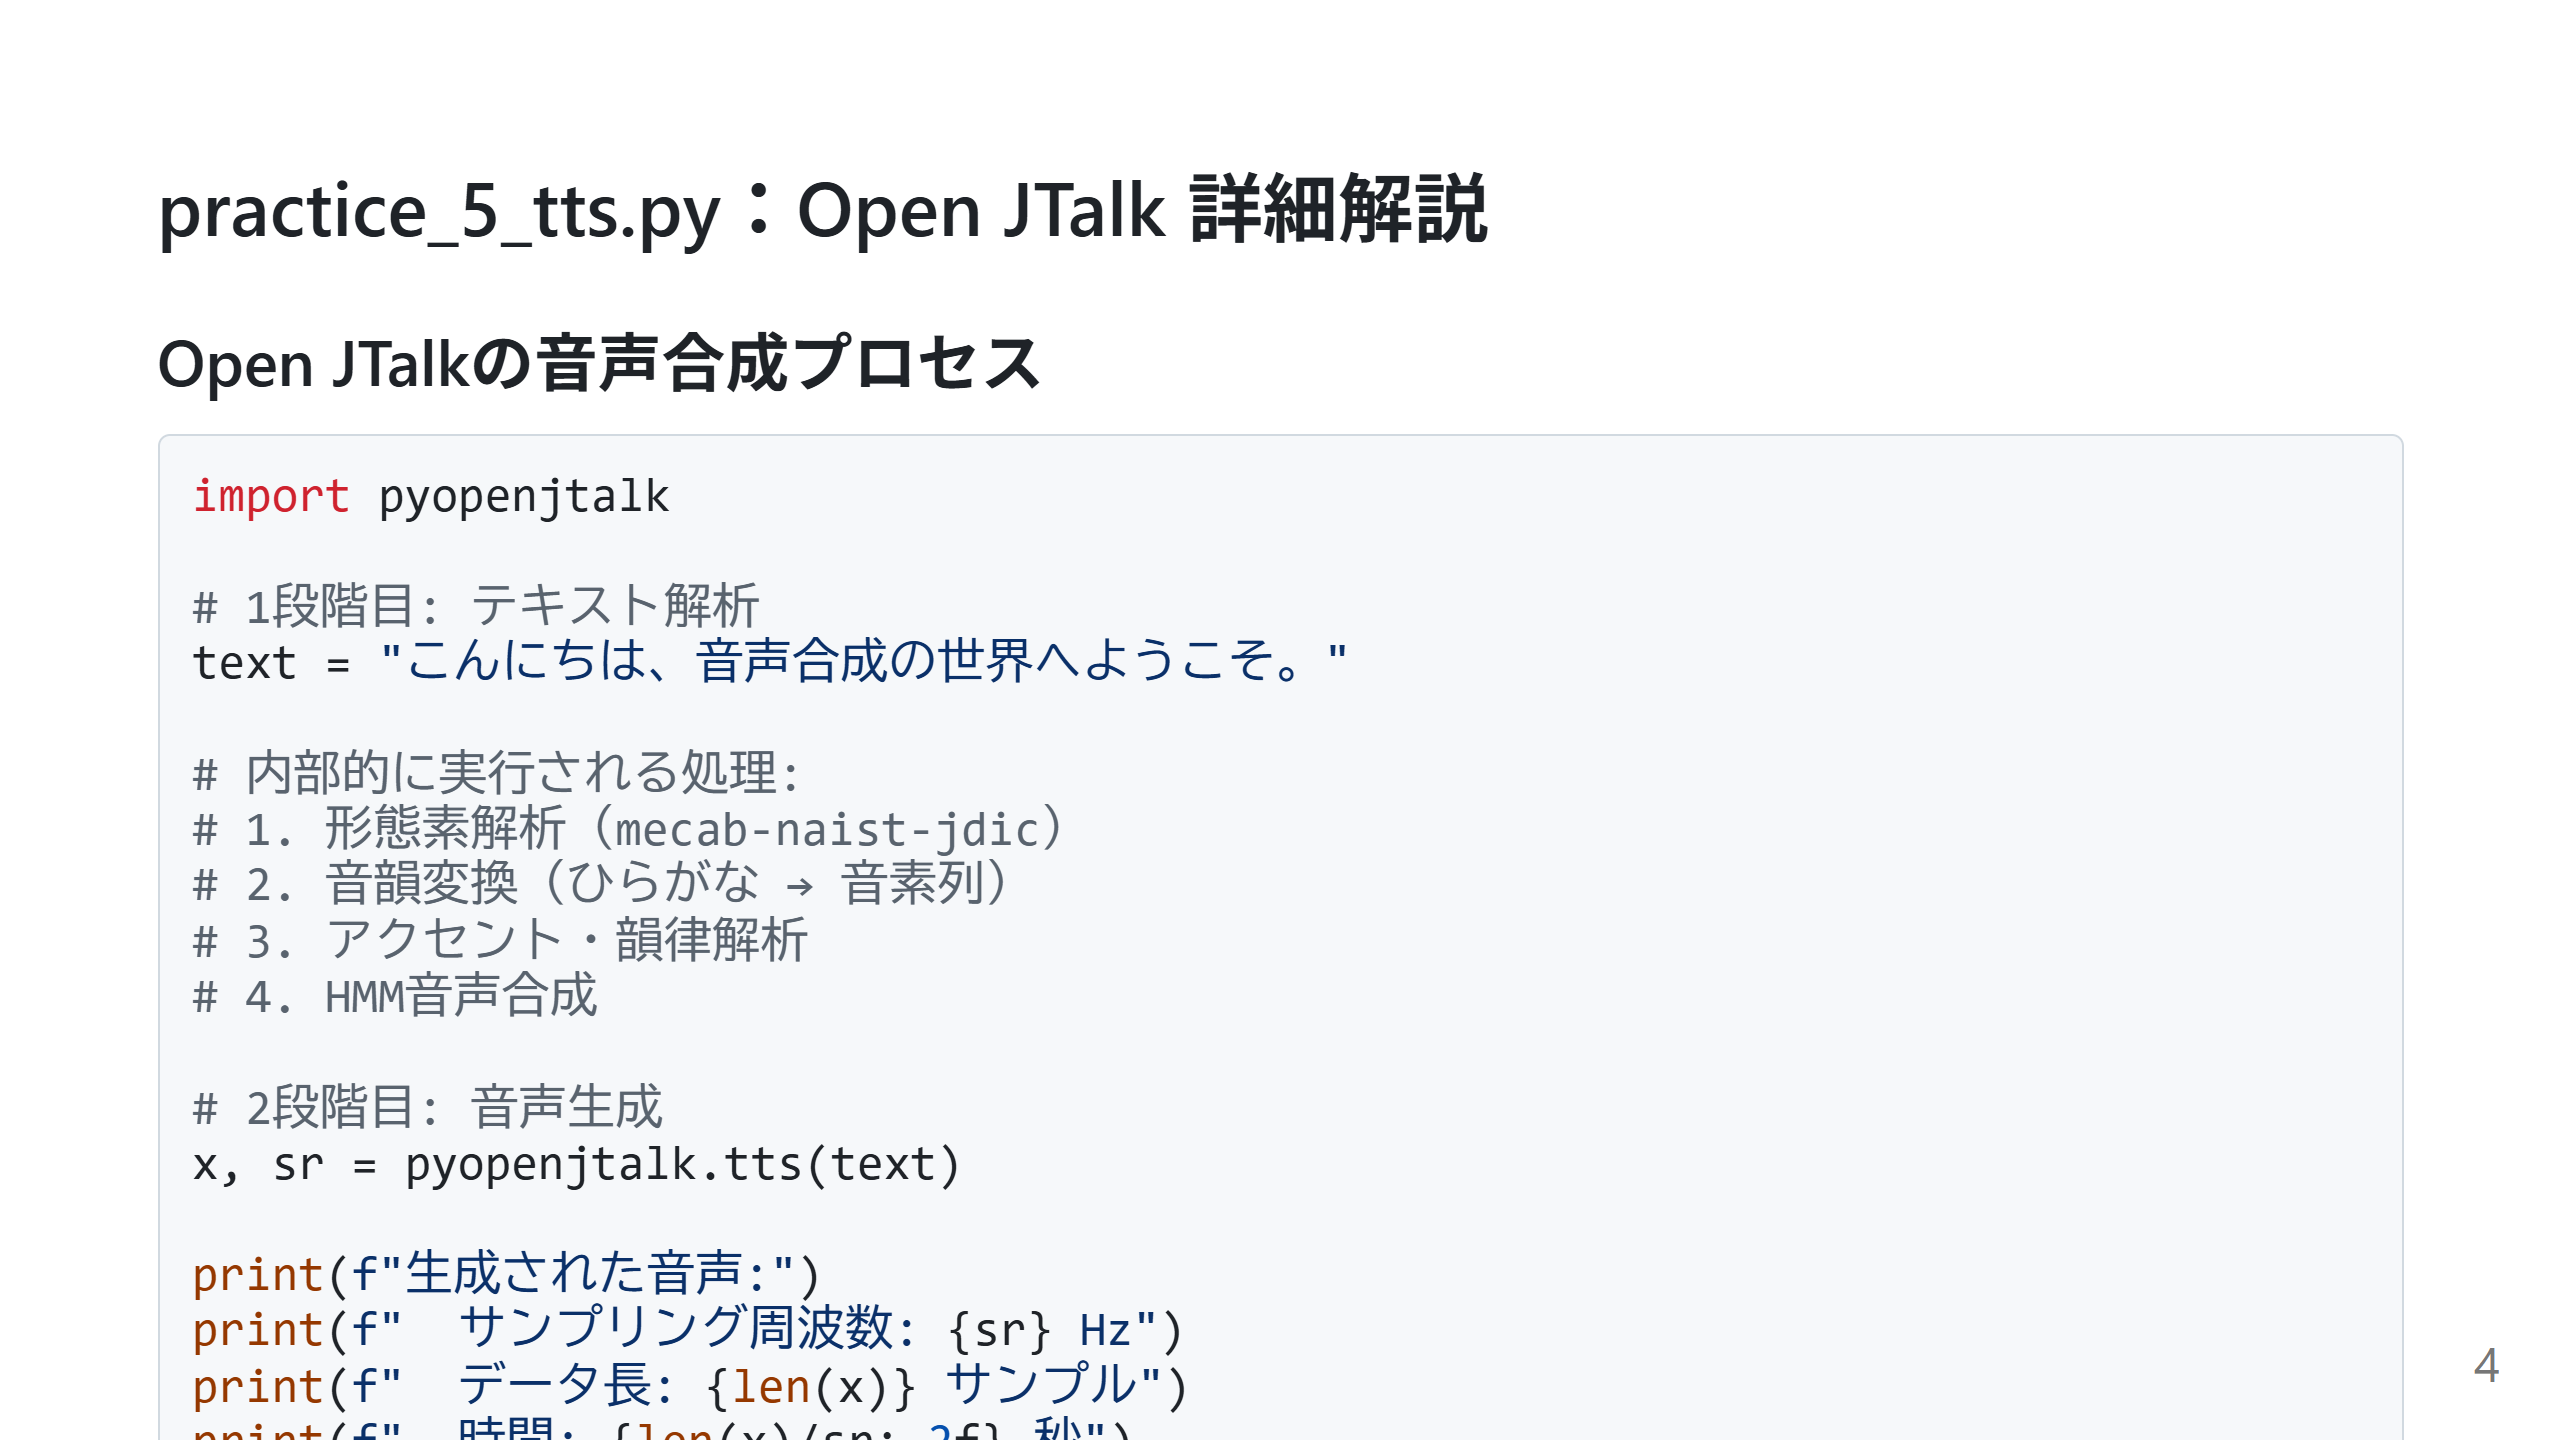 practice_5_tts.py：Open JTalk 詳細解説
Open JTalkの音声合成プロセス
import pyopenjtalk
# 1段階目: テキスト解析
text = "こんにちは、音声合成の世界へようこそ。"
# 内部的に実行される処理:
# 1. 形態素解析（mecab-naist-jdic）
# 2. 音韻変換（ひらがな → 音素列）
# 3. アクセント・韻律解析
# 4. HMM音声合成
# 2段階目: 音声生成
x, sr = pyopenjtalk.tts(text)
print(f"生成された音声:")
print(f"  サンプリング周波数: {sr} Hz")
print(f"  データ長: {len(x)} サンプル")
print(f"  時間: {len(x)/sr:.2f} 秒")
4